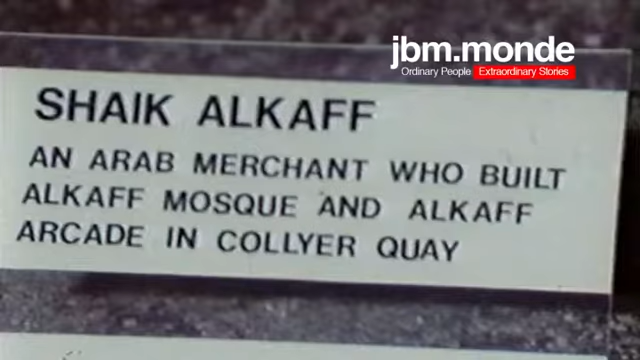 jbm.monde
Ordinary People Extraordinary Stories
SHAIK ALKAFF
AN ARAB MERCHANT WHO BUILT
ALKAFF MOSQUE AND ALKAFF
ARCADE IN COLLYER QUAY